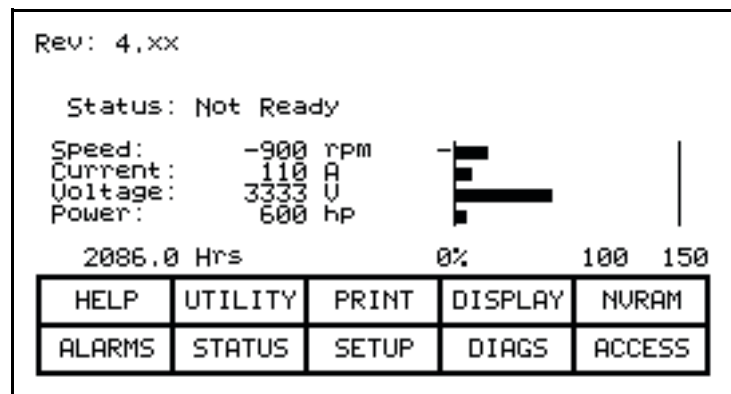 Rev: 4.xx
Status: Not Ready
Speed: -900 rpm -
Current: 110 A
Voltage: 3333 V
Power: 600 hp
2086.0 Hrs 0% 100 150
HELP UTILITY PRINT DISPLAY NVRAM
ALARMS STATUS SETUP DIAGS ACCESS